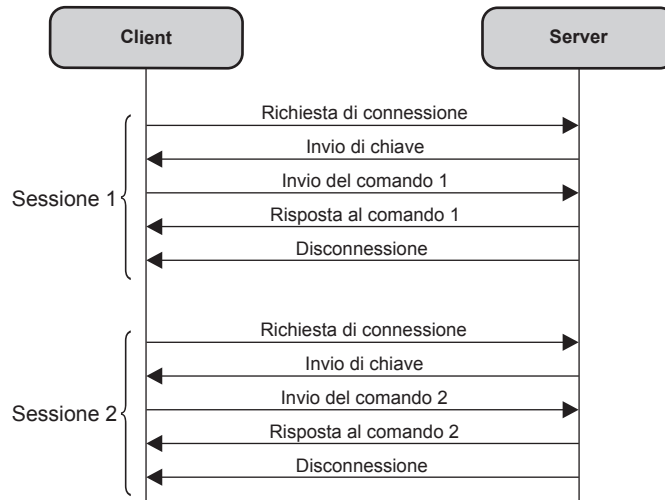 Client
Server
Richiesta di connessione
Invio di chiave
Invio del comando 1
Sessione 1
Risposta al comando 1
Disconnessione
Richiesta di connessione
Invio di chiave
Invio del comando 2
Sessione 2
Risposta al comando 2
Disconnessione